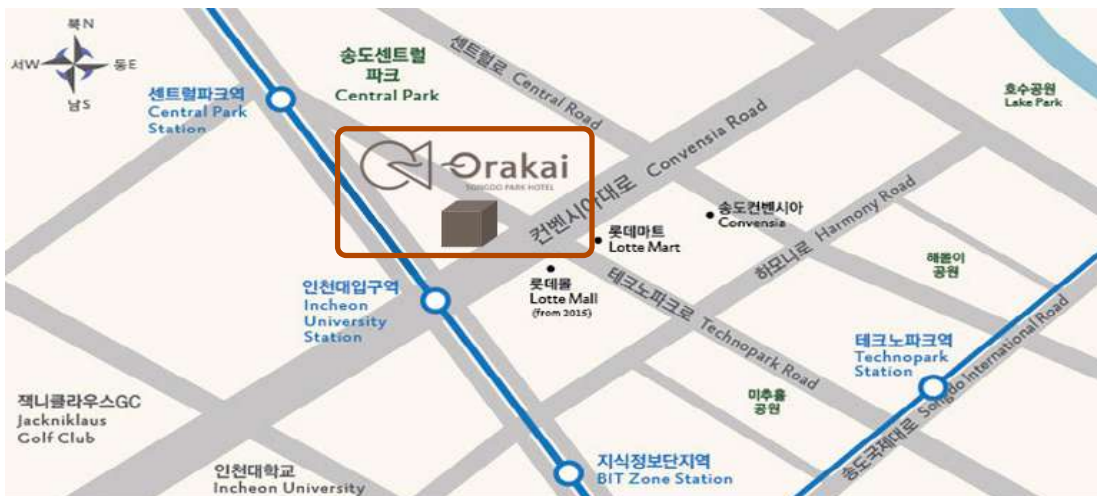 북N
서W
동E
남S
센트럴파크역
Central Park
Station
송도센트럴
파크
Central Park
센트럴로 Central Road
컨벤시아대로 Convensia Road
호수공원
Lake Park
Orakai
SONGDO PARK HOTEL
송도컨벤시아
Convensia
롯데마트
Lotte Mart
하모니로 Harmony Road
해돋이
공원
롯데몰
Lotte Mall
(from 2015)
인천대입구역
Incheon
University
Station
테크노파크로 Technopark Road
테크노파크역
Technopark
Station
송도국제대로 Songdo International Road
미추홀
공원
잭니클라우스GC
Jackniklaus
Golf Club
인천대학교
Incheon University
지식정보단지역
BIT Zone Station